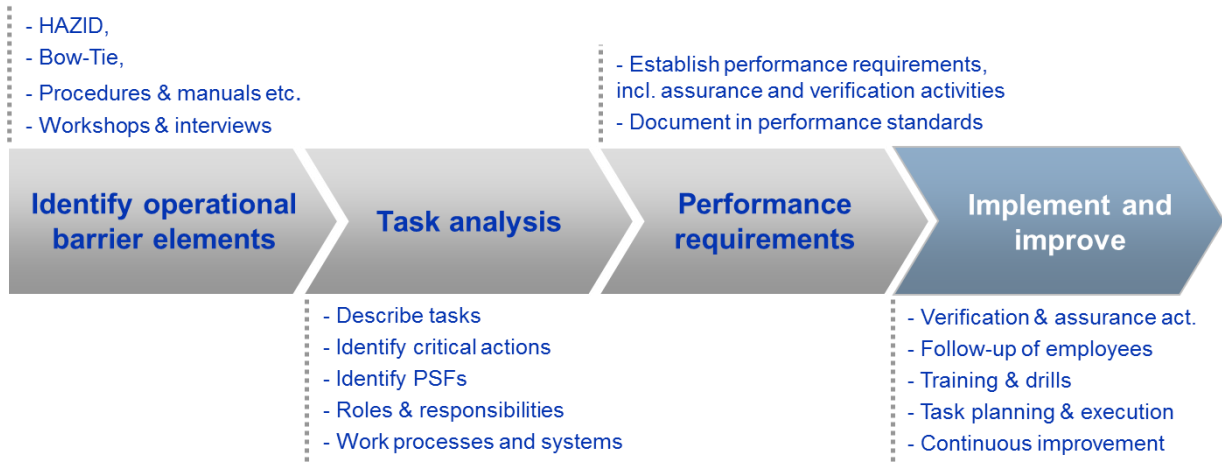 - HAZID,
- Bow-Tie,
- Procedures & manuals etc.
- Workshops & interviews
- Establish performance requirements,
incl. assurance and verification activities
- Document in performance standards
Identify operational
barrier elements
Task analysis
Performance
requirements
Implement and
improve
- Describe tasks
- Identify critical actions
- Identify PSFs
- Roles & responsibilities
- Work processes and systems
- Verification & assurance act.
- Follow-up of employees
- Training & drills
- Task planning & execution
- Continuous improvement